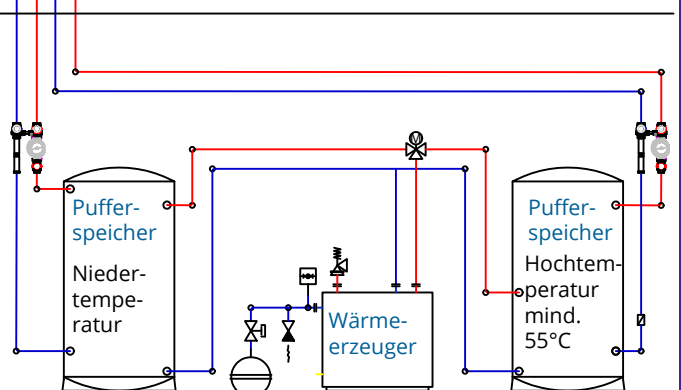 M
Puffer-
speicher
Nieder-
tempe-
ratur
Wärme-
erzeuger
Puffer-
speicher
Hochtem-
peratur
mind.
55°C